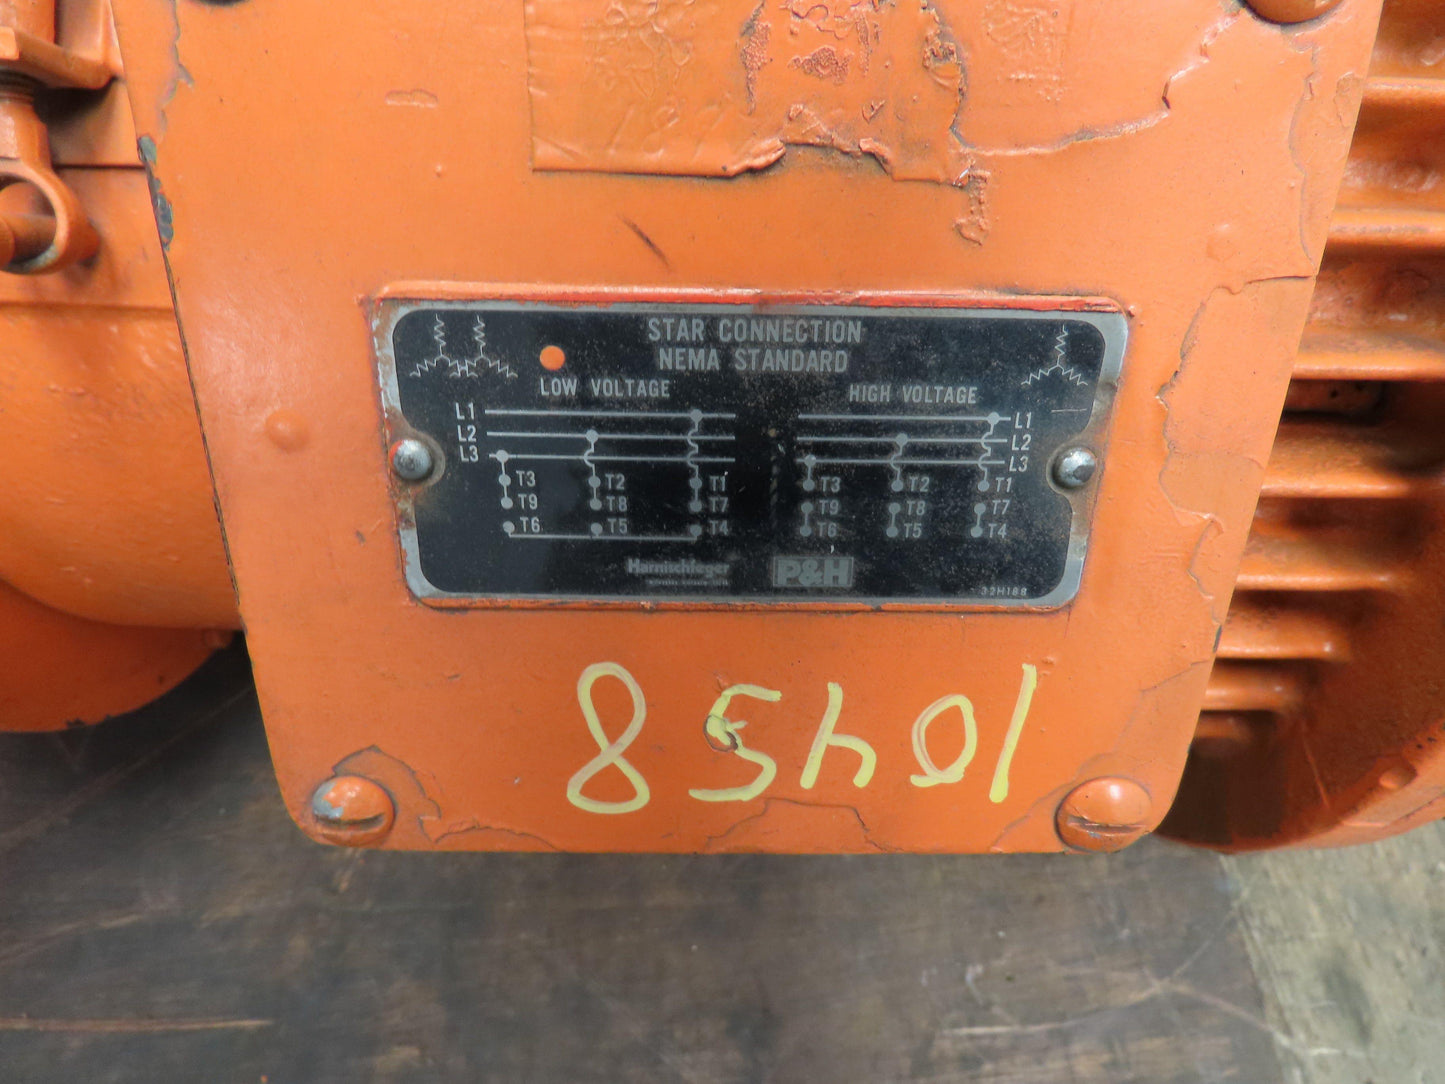 STAR CONNECTION
NEMA STANDARD
LOW VOLTAGE
L1
L2
L3
T3 T2 T1
T9 T8 T7
T6 T5 T4
HIGH VOLTAGE
L1
L2
L3
T3 T2 T1
T9 T8 T7
T6 T5 T4
Harnischfeger
P&H
32H188
10458